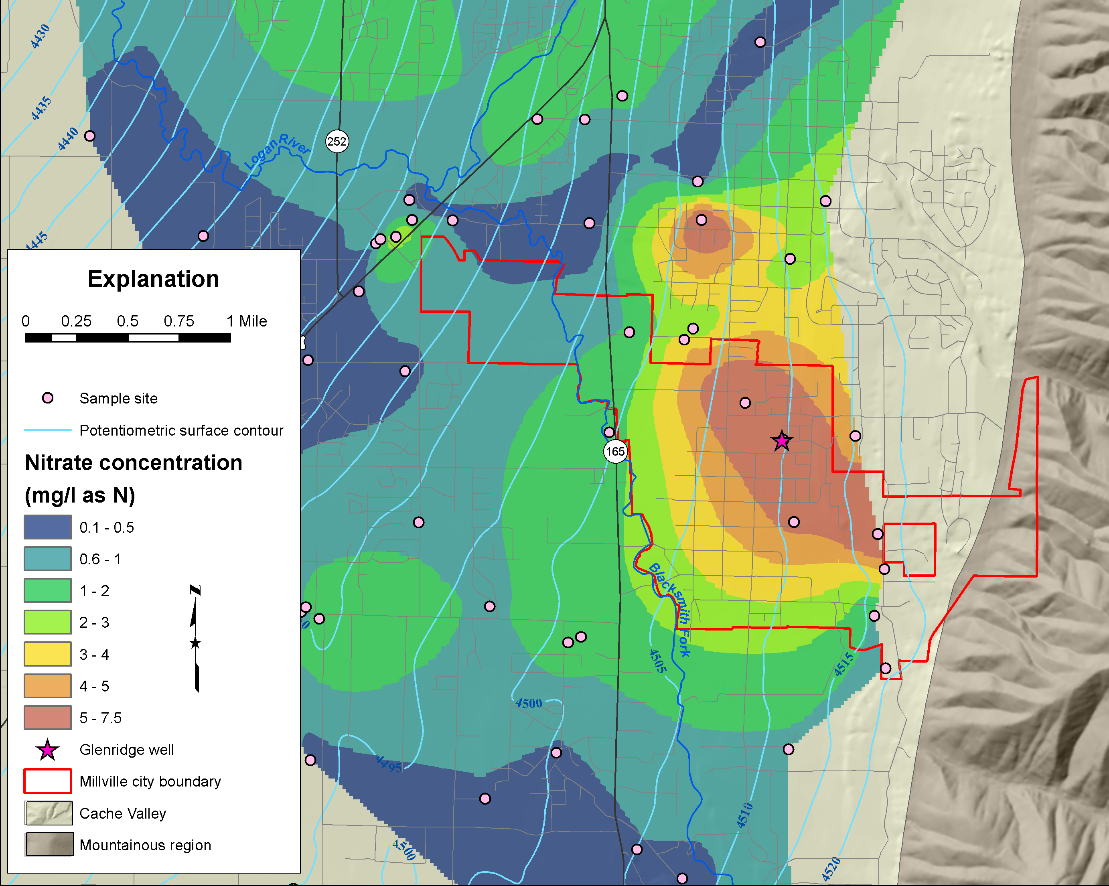 4430
4435
4440
4445
252
Logan River
Explanation
0 0.25 0.5 0.75 1 Mile
Sample site
Potentiometric surface contour
Nitrate concentration
(mg/l as N)
0.1 - 0.5
0.6 - 1
1 - 2
2 - 3
3 - 4
4 - 5
5 - 7.5
Glenridge well
Millville city boundary
Cache Valley
Mountainous region
165
Blacksmith Fork
4505
4515
4500
4495
4510
4500
4520